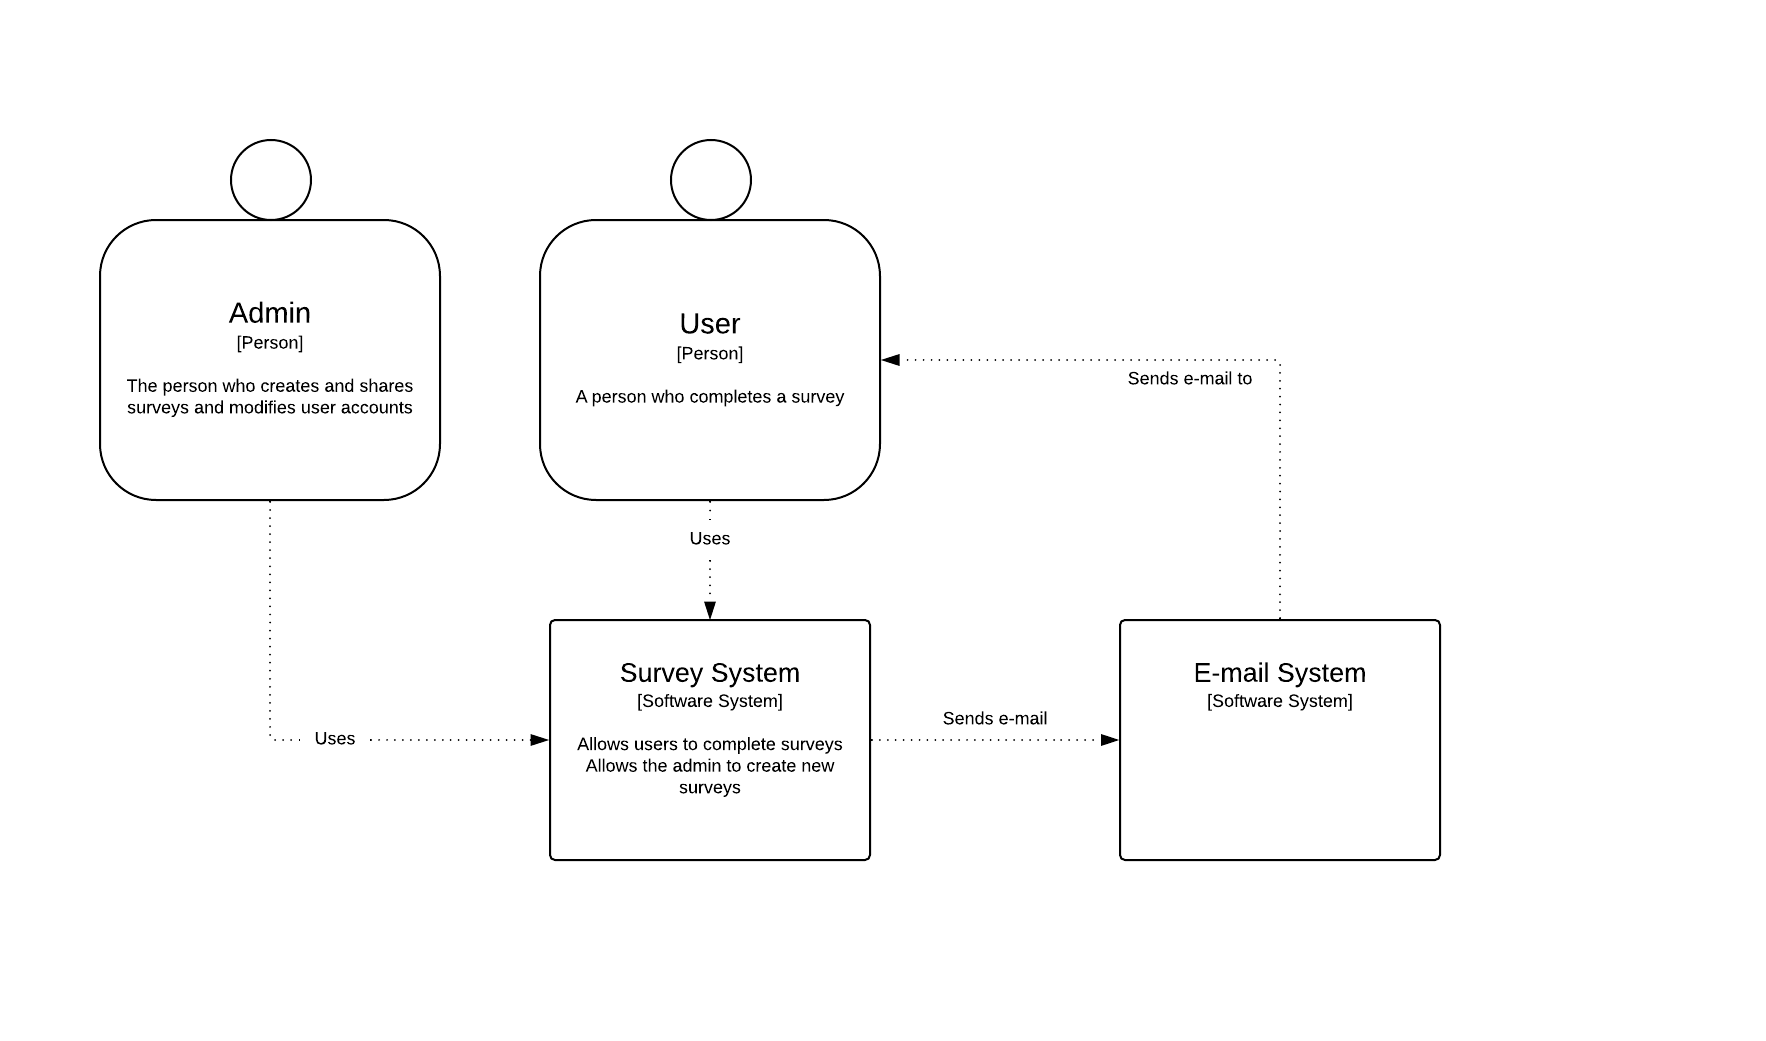 Admin
[Person]
The person who creates and shares
surveys and modifies user accounts
User
[Person]
A person who completes a survey
Sends e-mail to
Uses
Survey System
[Software System]
Allows users to complete surveys
Allows the admin to create new
surveys
E-mail System
[Software System]
Sends e-mail
Uses